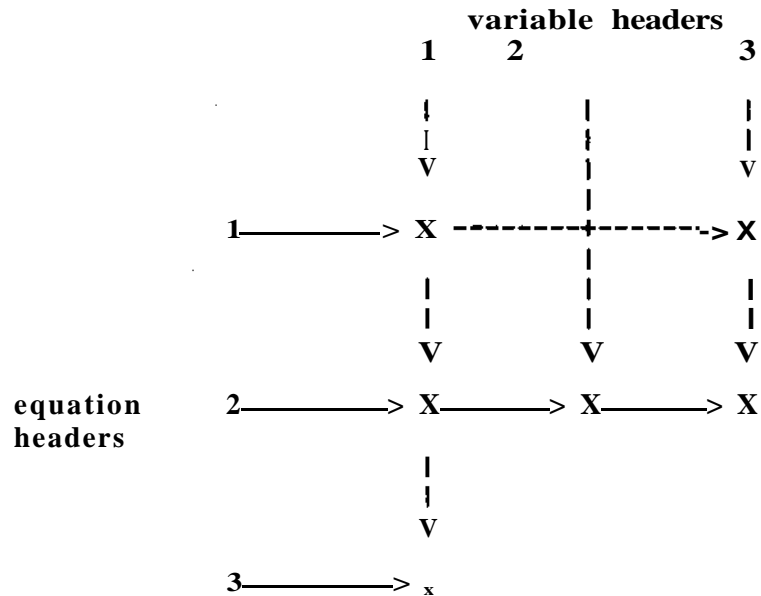 variable headers
1 2 3
V V
1 > X -> X
V V V
equation 2 > X > X > X
headers
V
3 > x